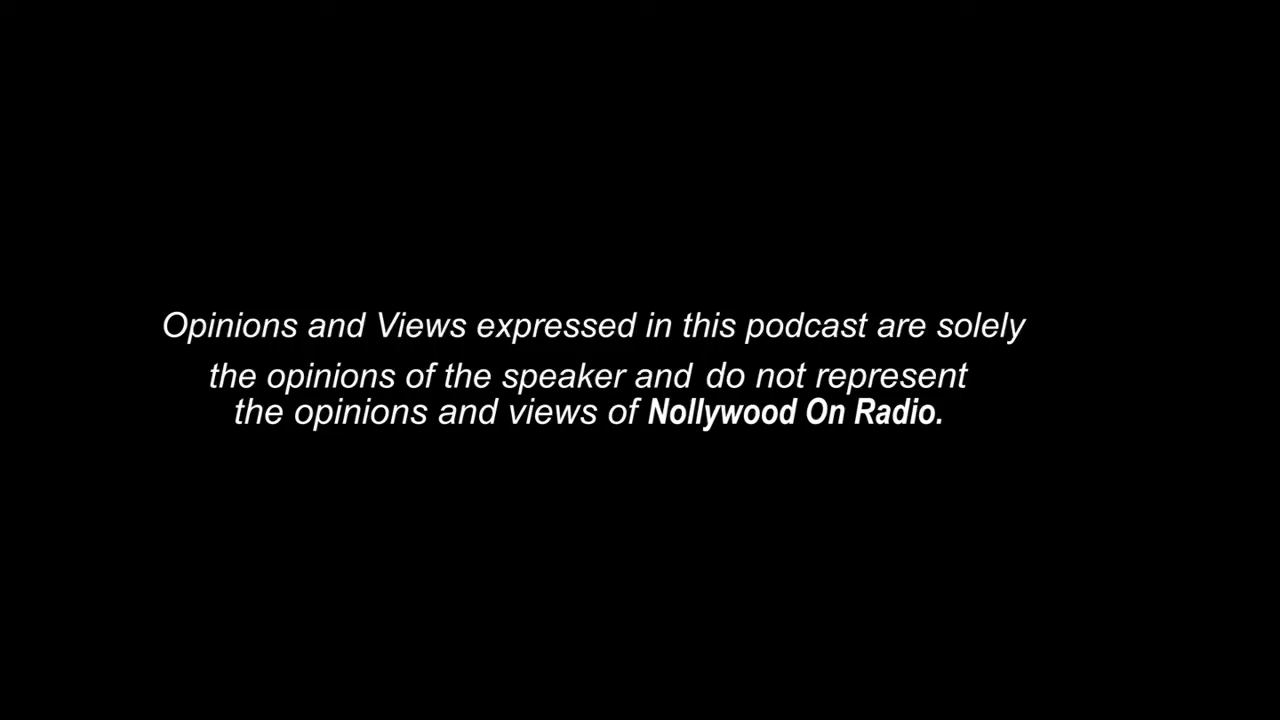 Opinions and Views expressed in this podcast are solely
the opinions of the speaker and do not represent
the opinions and views of Nollywood On Radio.